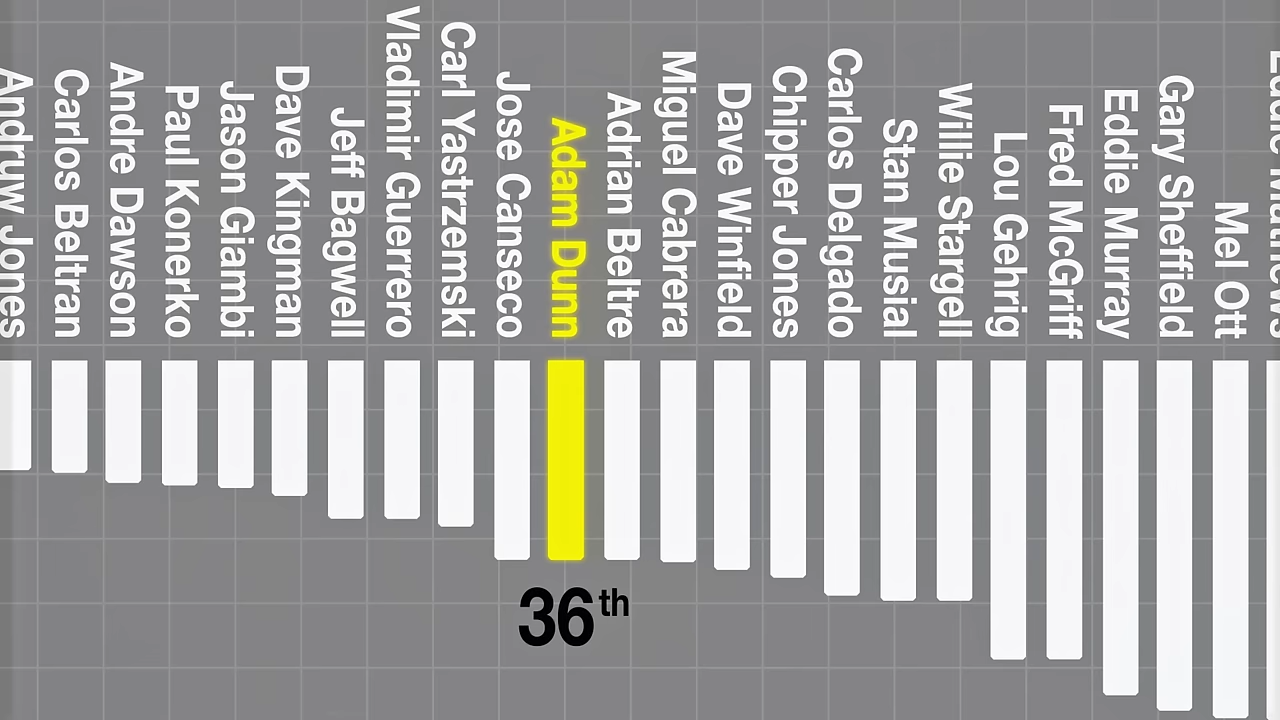 Andruw Jones
Carlos Beltran
Andre Dawson
Paul Konerko
Jason Giambi
Dave Kingman
Jeff Bagwell
Vladimir Guerrero
Carl Yastrzemski
Jose Canseco
Adam Dunn
Adrian Beltre
Miguel Cabrera
Dave Winfield
Chipper Jones
Carlos Delgado
Stan Musial
Willie Stargell
Lou Gehrig
Fred McGriff
Eddie Murray
Gary Sheffield
Mel Ott
36th